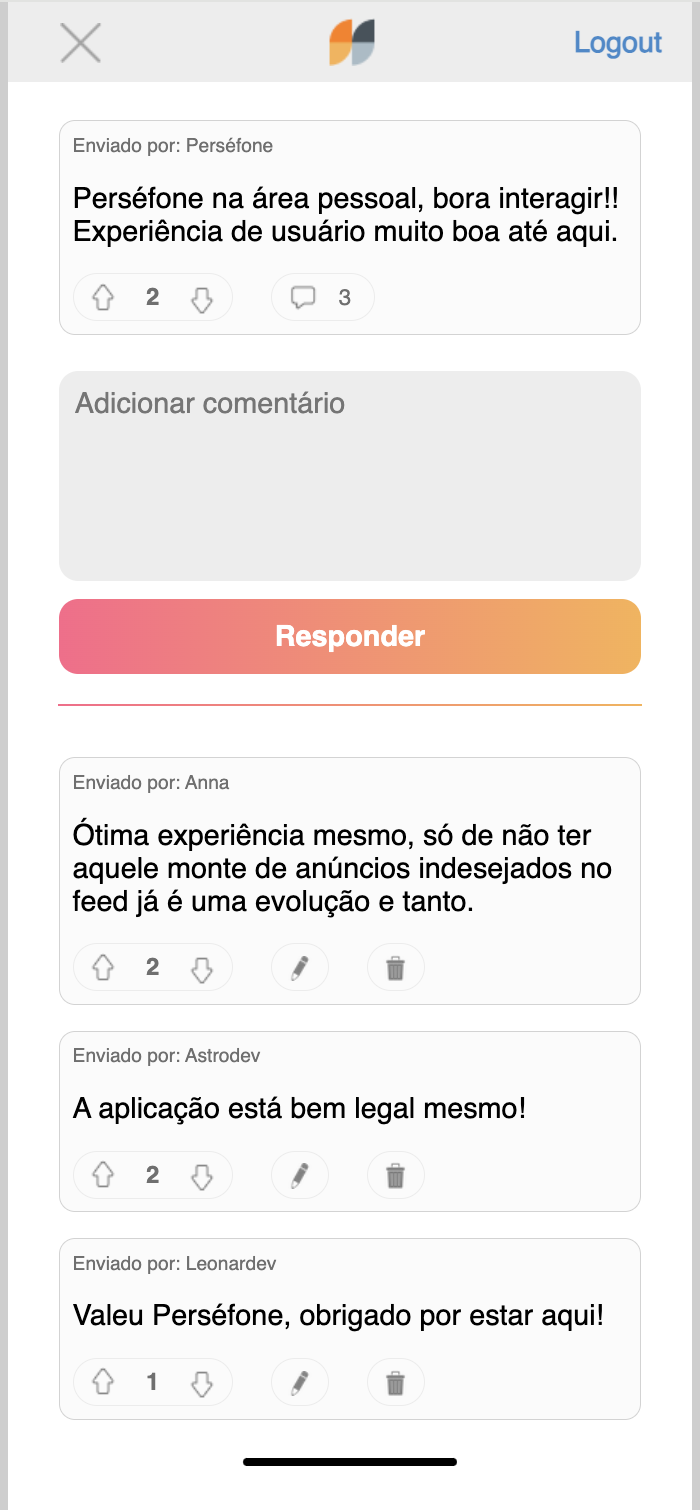 Logout
Enviado por: Perséfone
Perséfone na área pessoal, bora interagir!!
Experiência de usuário muito boa até aqui.
2 3
Adicionar comentário
Responder
Enviado por: Anna
Ótima experiência mesmo, só de não ter
aquele monte de anúncios indesejados no
feed já é uma evolução e tanto.
2
Enviado por: Astrodev
A aplicação está bem legal mesmo!
2
Enviado por: Leonardev
Valeu Perséfone, obrigado por estar aqui!
1